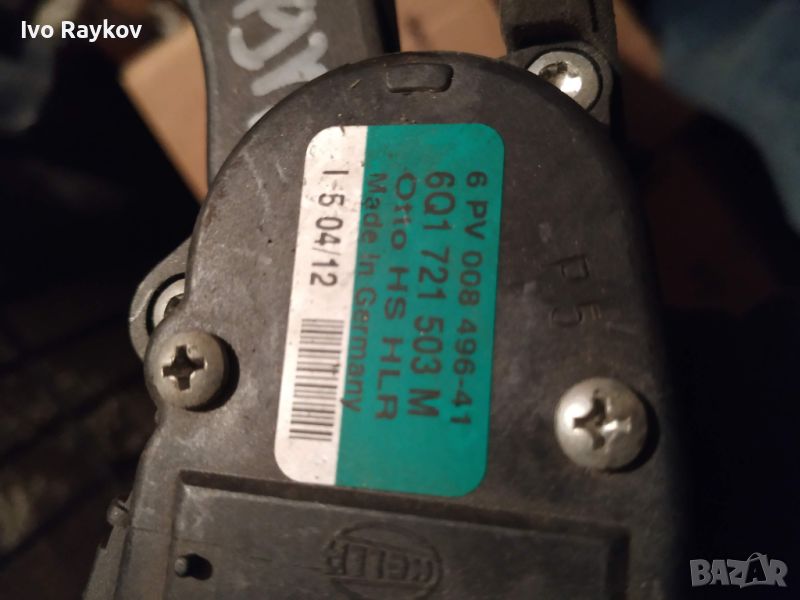 Ivo Raykov
6 PV 008 496-41
6Q1 721 503 M
Otto HS HLR
Made in Germany
I-5 04/12
P5
HELLA
BAZAR